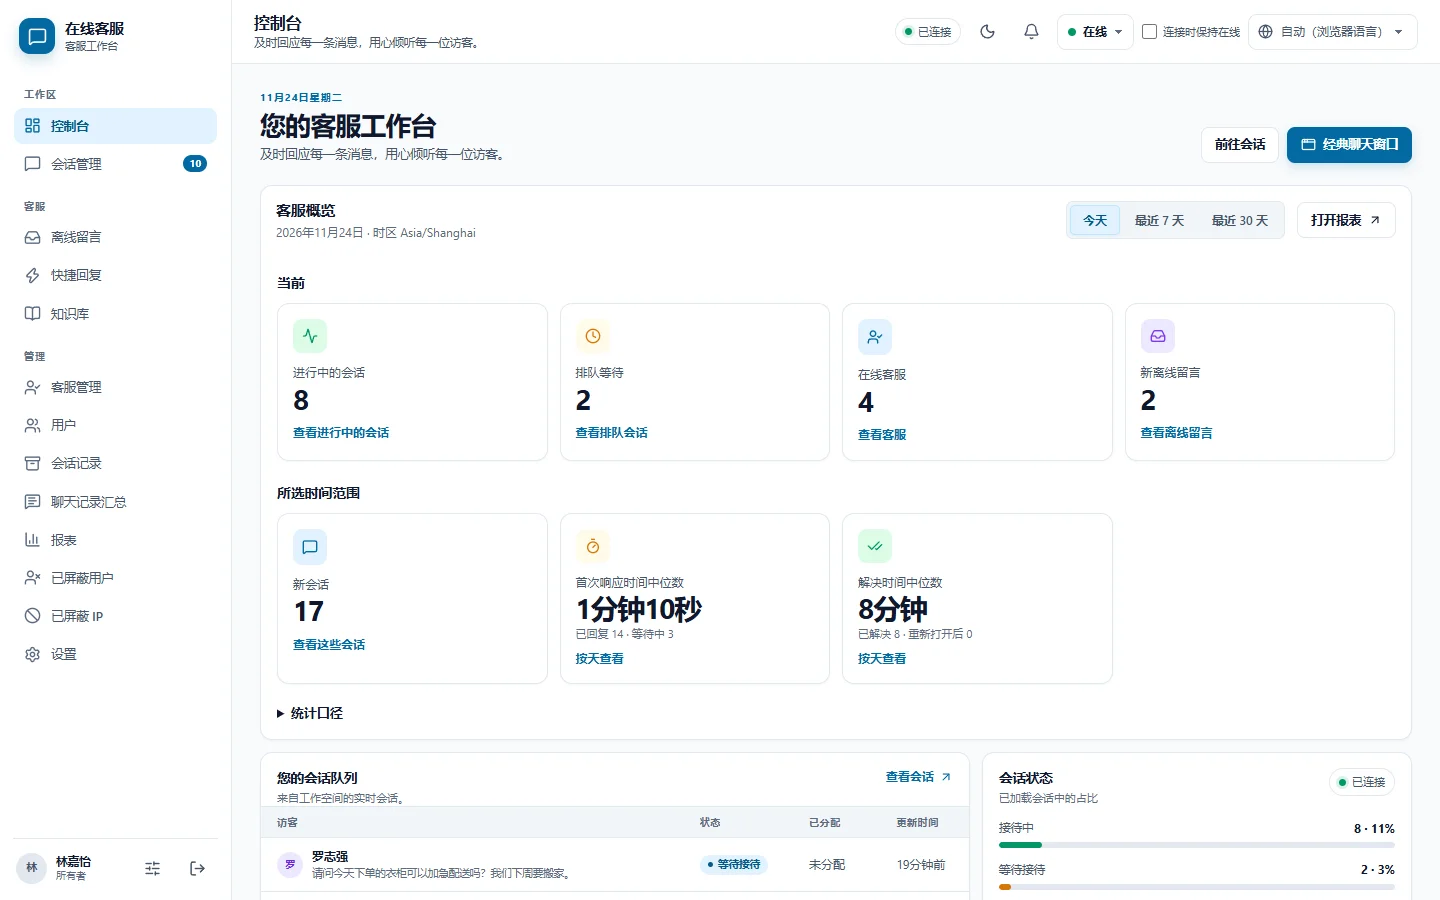 在线客服
客服工作台
工作区
控制台
会话管理 10
客服
离线留言
快捷回复
知识库
管理
客服管理
用户
会话记录
聊天记录汇总
报表
已屏蔽用户
已屏蔽 IP
设置
林 林嘉怡
所有者
控制台
及时回应每一条消息，用心倾听每一位访客。
已连接
在线
连接时保持在线
自动（浏览器语言）
11月24日星期二
您的客服工作台
及时回应每一条消息，用心倾听每一位访客。
前往会话
经典聊天窗口
客服概览
2026年11月24日 · 时区 Asia/Shanghai
今天 最近 7 天 最近 30 天
打开报表
当前
进行中的会话
8
查看进行中的会话
排队等待
2
查看排队会话
在线客服
4
查看客服
新离线留言
2
查看离线留言
所选时间范围
新会话
17
查看这些会话
首次响应时间中位数
1分钟10秒
已回复 14 · 等待中 3
按天查看
解决时间中位数
8分钟
已解决 8 · 重新打开后 0
按天查看
统计口径
您的会话队列
来自工作空间的实时会话。
查看会话
访客 状态 已分配 更新时间
罗 罗志强
请问今天下单的衣柜可以加急配送吗？我们下周要搬家。
等待接待 未分配 19分钟前
会话状态
已加载会话中的占比
已连接
接待中 8 · 11%
等待接待 2 · 3%